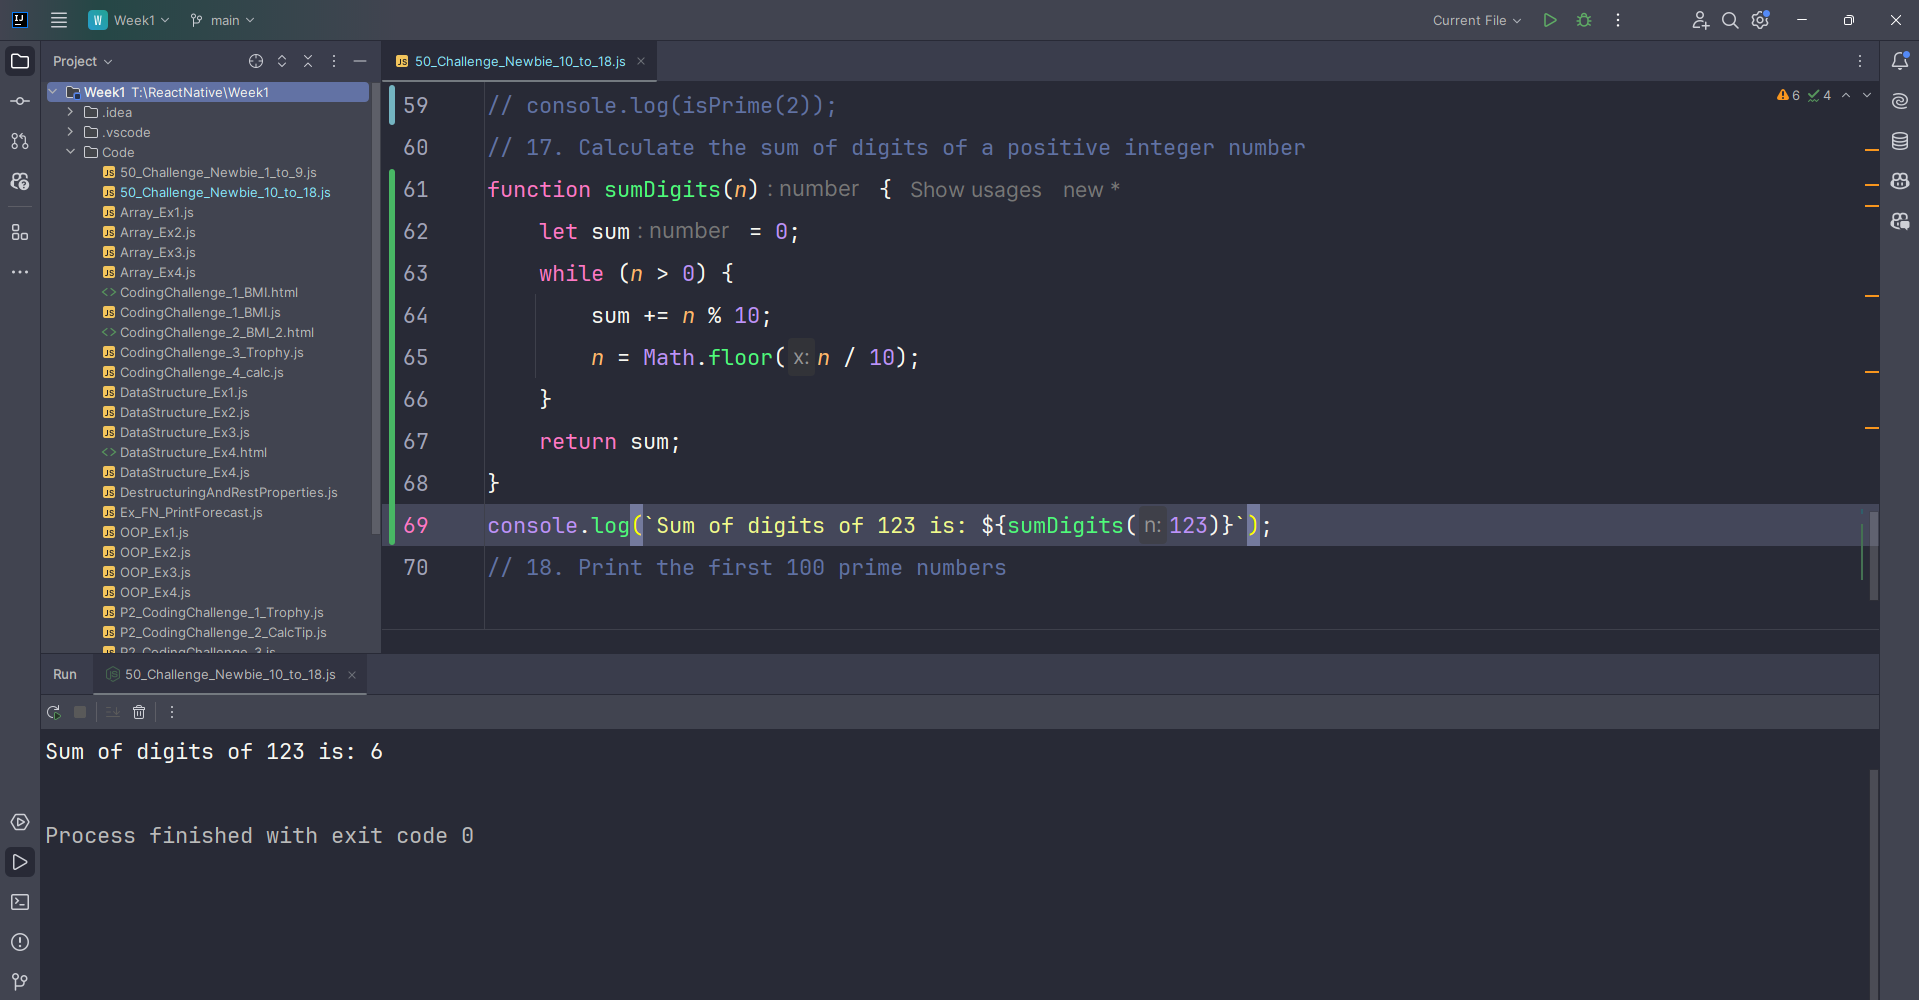 W Week1 main Current File
Project
50_Challenge_Newbie_10_to_18.js
Week1 T:\ReactNative\Week1
.idea
.vscode
Code
50_Challenge_Newbie_1_to_9.js
50_Challenge_Newbie_10_to_18.js
Array_Ex1.js
Array_Ex2.js
Array_Ex3.js
Array_Ex4.js
CodingChallenge_1_BMI.html
CodingChallenge_1_BMI.js
CodingChallenge_2_BMI_2.html
CodingChallenge_3_Trophy.js
CodingChallenge_4_calc.js
DataStructure_Ex1.js
DataStructure_Ex2.js
DataStructure_Ex3.js
DataStructure_Ex4.html
DataStructure_Ex4.js
DestructuringAndRestProperties.js
Ex_FN_PrintForecast.js
OOP_Ex1.js
OOP_Ex2.js
OOP_Ex3.js
OOP_Ex4.js
P2_CodingChallenge_1_Trophy.js
P2_CodingChallenge_2_CalcTip.js
P2_CodingChallenge_3.js
6 4
59 // console.log(isPrime(2));
60 // 17. Calculate the sum of digits of a positive integer number
61 function sumDigits(n) : number { Show usages new *
62 let sum : number = 0;
63 while (n > 0) {
64 sum += n % 10;
65 n = Math.floor( x: n / 10);
66 }
67 return sum;
68 }
69 console.log(`Sum of digits of 123 is: ${sumDigits( n: 123)}`);
70 // 18. Print the first 100 prime numbers
Run 50_Challenge_Newbie_10_to_18.js
Sum of digits of 123 is: 6
Process finished with exit code 0